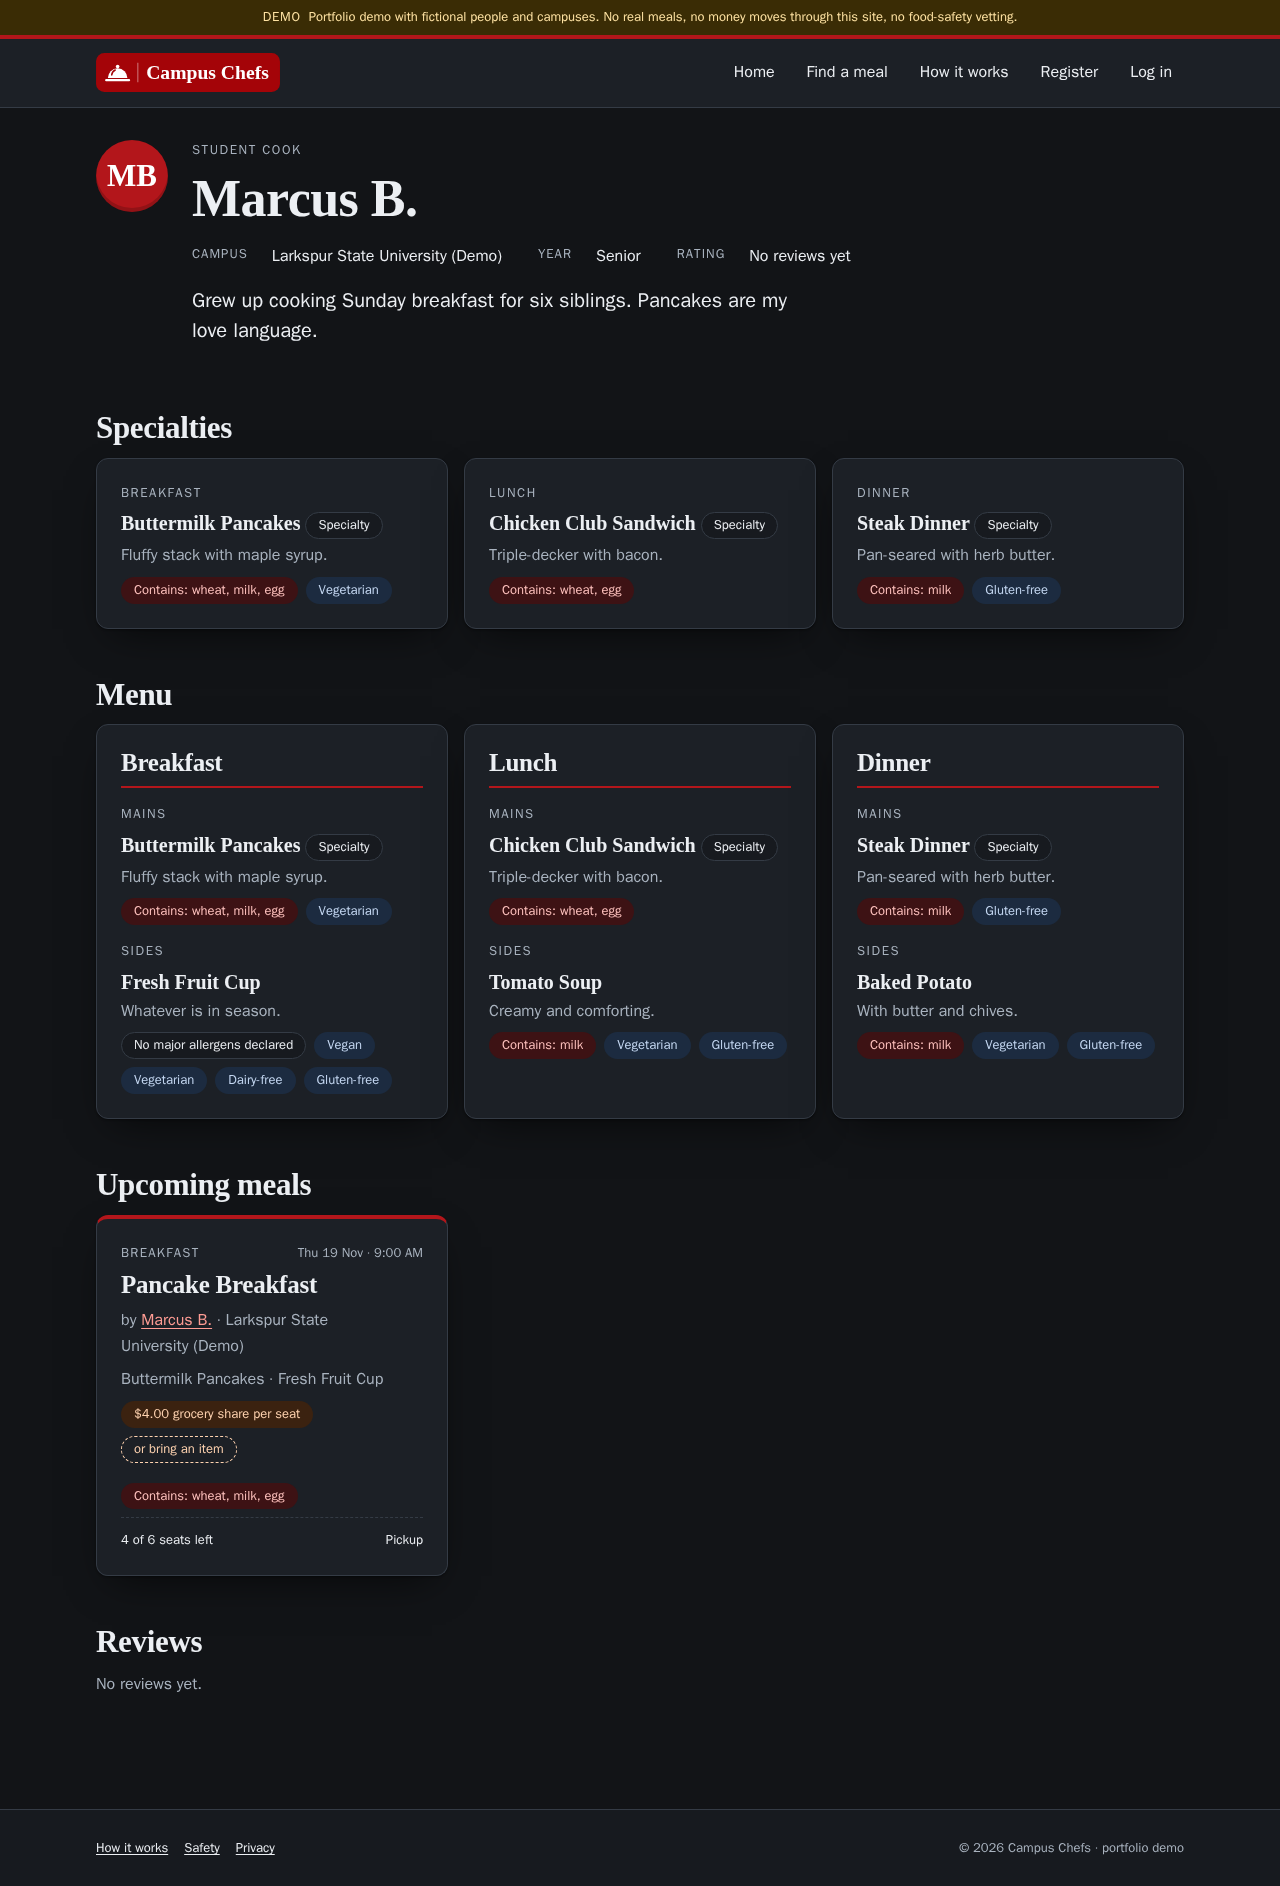 DEMO Portfolio demo with fictional people and campuses. No real meals, no money moves through this site, no food-safety vetting.
Campus Chefs
Home Find a meal How it works Register Log in
MB
STUDENT COOK
Marcus B.
CAMPUS Larkspur State University (Demo) YEAR Senior RATING No reviews yet
Grew up cooking Sunday breakfast for six siblings. Pancakes are my
love language.
Specialties
BREAKFAST
Buttermilk Pancakes Specialty
Fluffy stack with maple syrup.
Contains: wheat, milk, egg Vegetarian
LUNCH
Chicken Club Sandwich Specialty
Triple-decker with bacon.
Contains: wheat, egg
DINNER
Steak Dinner Specialty
Pan-seared with herb butter.
Contains: milk Gluten-free
Menu
Breakfast
MAINS
Buttermilk Pancakes Specialty
Fluffy stack with maple syrup.
Contains: wheat, milk, egg Vegetarian
SIDES
Fresh Fruit Cup
Whatever is in season.
No major allergens declared Vegan
Vegetarian Dairy-free Gluten-free
Lunch
MAINS
Chicken Club Sandwich Specialty
Triple-decker with bacon.
Contains: wheat, egg
SIDES
Tomato Soup
Creamy and comforting.
Contains: milk Vegetarian Gluten-free
Dinner
MAINS
Steak Dinner Specialty
Pan-seared with herb butter.
Contains: milk Gluten-free
SIDES
Baked Potato
With butter and chives.
Contains: milk Vegetarian Gluten-free
Upcoming meals
BREAKFAST Thu 19 Nov · 9:00 AM
Pancake Breakfast
by Marcus B. · Larkspur State
University (Demo)
Buttermilk Pancakes · Fresh Fruit Cup
$4.00 grocery share per seat
or bring an item
Contains: wheat, milk, egg
4 of 6 seats left Pickup
Reviews
No reviews yet.
How it works Safety Privacy © 2026 Campus Chefs · portfolio demo